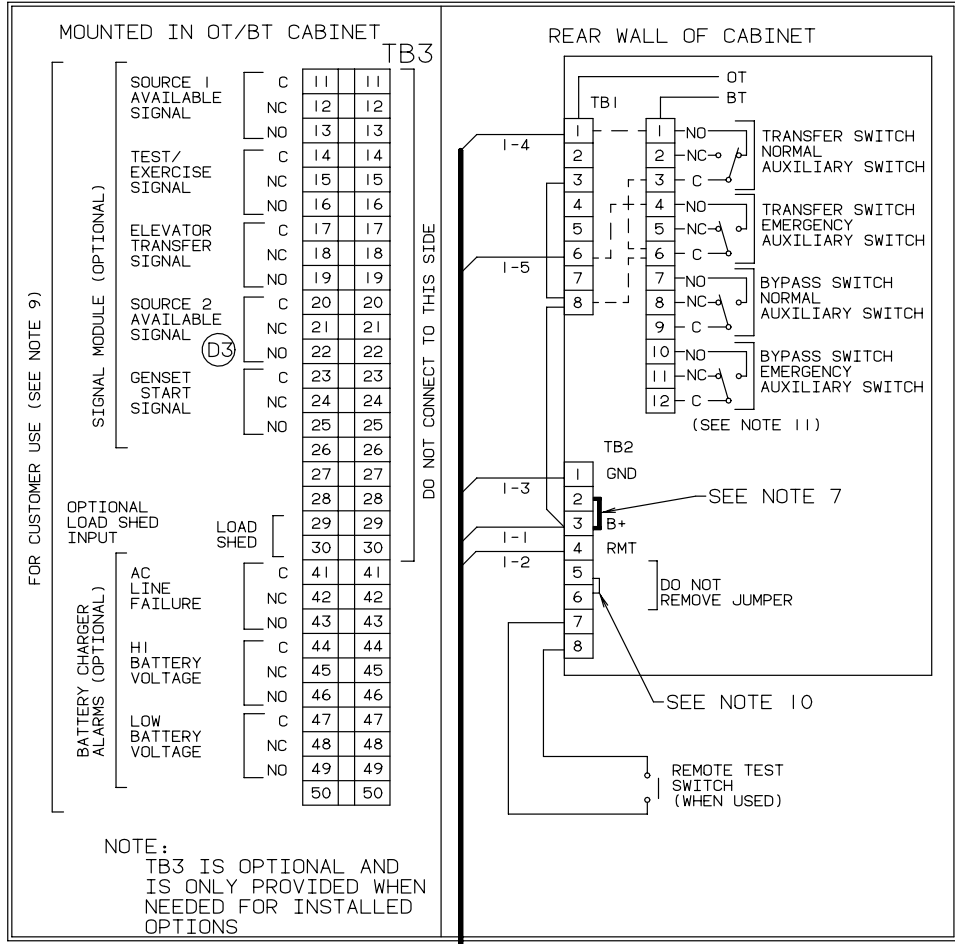 MOUNTED IN OT/BT CABINET
TB3
FOR CUSTOMER USE (SEE NOTE 9)
SIGNAL MODULE (OPTIONAL)
SOURCE 1
AVAILABLE
SIGNAL
C 11 11
NC 12 12
NO 13 13
TEST/
EXERCISE
SIGNAL
C 14 14
NC 15 15
NO 16 16
ELEVATOR
TRANSFER
SIGNAL
C 17 17
NC 18 18
NO 19 19
SOURCE 2
AVAILABLE
SIGNAL
D3
C 20 20
NC 21 21
NO 22 22
GENSET
START
SIGNAL
C 23 23
NC 24 24
NO 25 25
26 26
27 27
28 28
OPTIONAL
LOAD SHED
INPUT
LOAD
SHED
29 29
30 30
BATTERY CHARGER
ALARMS (OPTIONAL)
AC
LINE
FAILURE
C 41 41
NC 42 42
NO 43 43
HI
BATTERY
VOLTAGE
C 44 44
NC 45 45
NO 46 46
LOW
BATTERY
VOLTAGE
C 47 47
NC 48 48
NO 49 49
50 50
DO NOT CONNECT TO THIS SIDE
NOTE:
TB3 IS OPTIONAL AND
IS ONLY PROVIDED WHEN
NEEDED FOR INSTALLED
OPTIONS
REAR WALL OF CABINET
OT
BT
TB1
1
2
3
4
5
6
7
8
1-4
1-5
1 NO
2 NC
3 C
TRANSFER SWITCH
NORMAL
AUXILIARY SWITCH
4 NO
5 NC
6 C
TRANSFER SWITCH
EMERGENCY
AUXILIARY SWITCH
7 NO
8 NC
9 C
BYPASS SWITCH
NORMAL
AUXILIARY SWITCH
10 NO
11 NC
12 C
BYPASS SWITCH
EMERGENCY
AUXILIARY SWITCH
(SEE NOTE 11)
TB2
1-3
1-1
1-2
1 GND
2
3 B+
4 RMT
5
6
7
8
SEE NOTE 7
DO NOT
REMOVE JUMPER
SEE NOTE 10
REMOTE TEST
SWITCH
(WHEN USED)